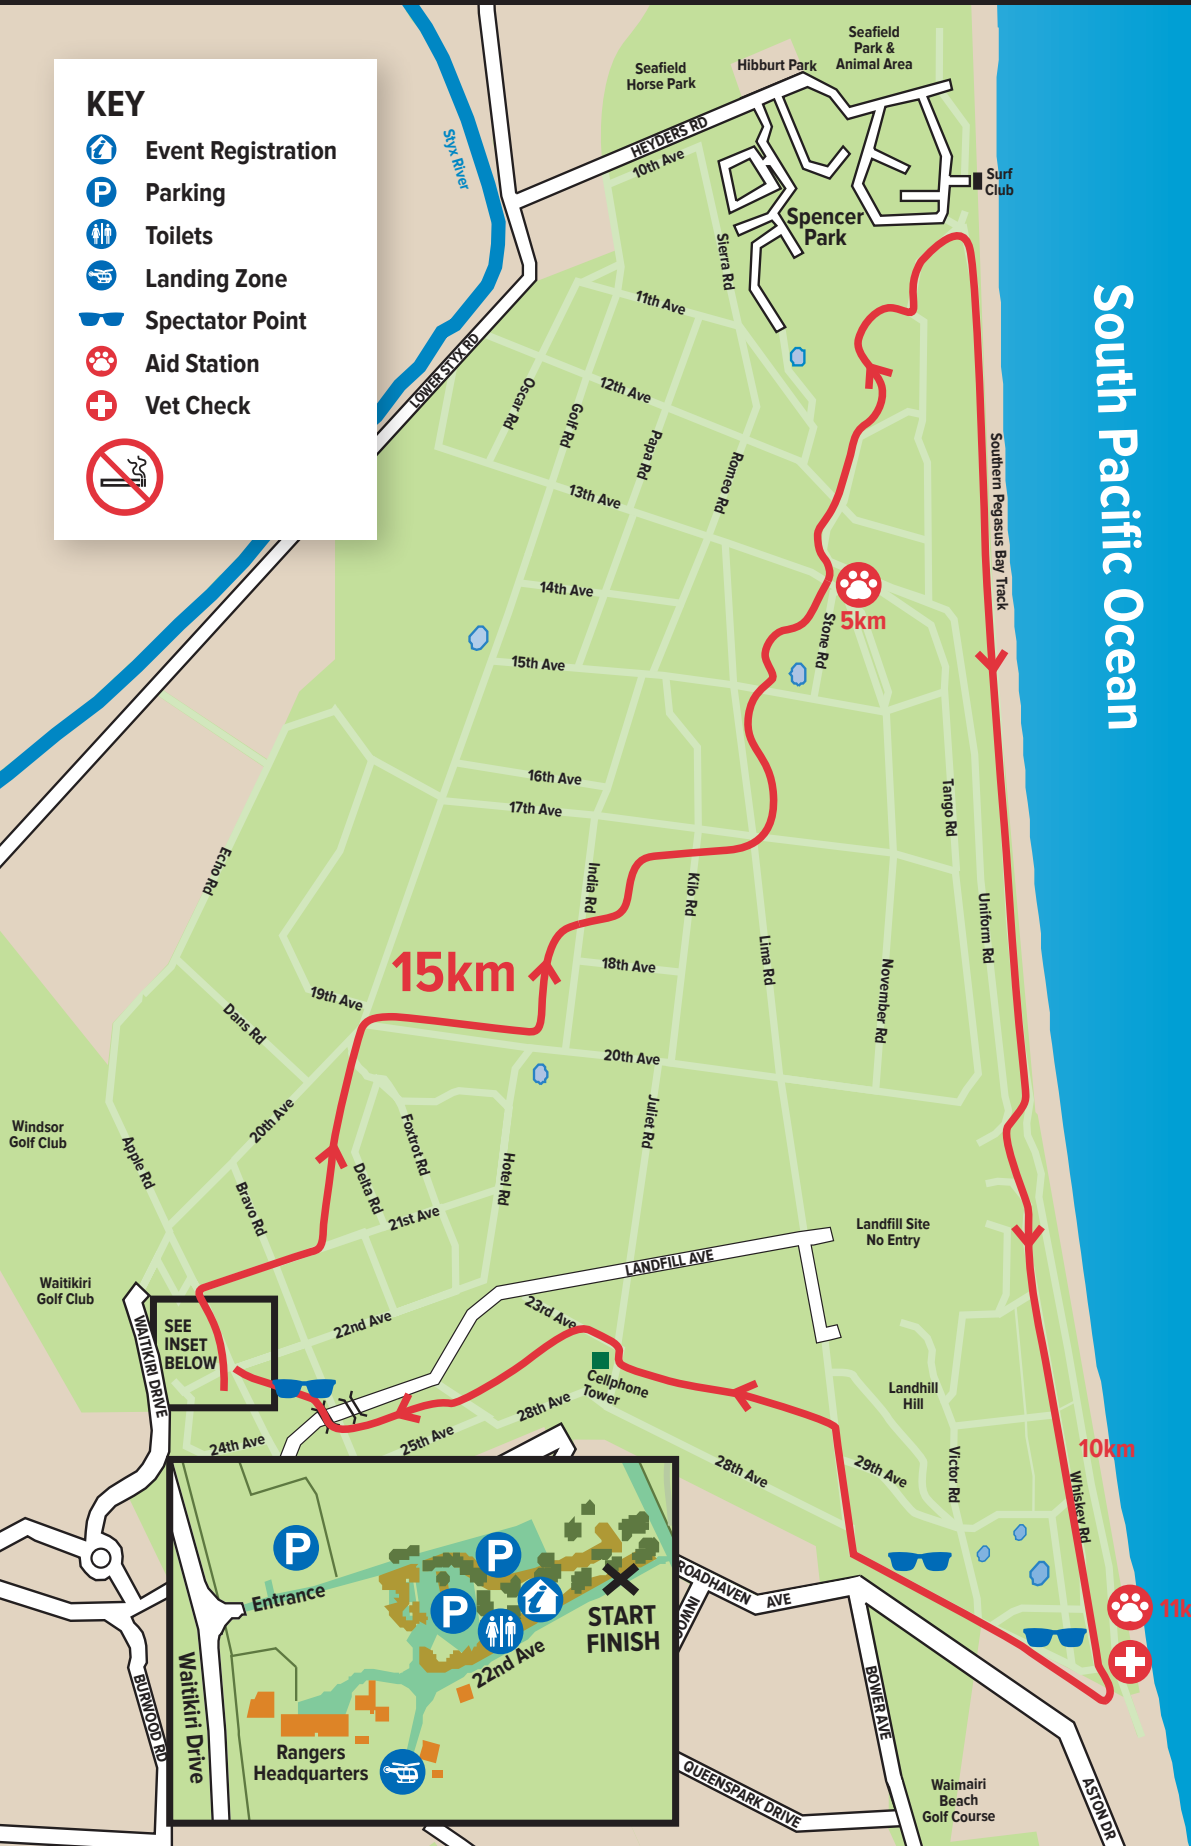 KEY
Event Registration
P
Parking
Toilets
Landing Zone
Spectator Point
Aid Station
Vet Check
Styx River
Seafield
Horse Park
Hibburt Park
Seafield
Park &
Animal Area
HEYDERS RD
10th Ave
Surf
Club
Spencer
Park
Sierra Rd
11th Ave
LOWER STYX RD
Oscar Rd
12th Ave
Golf Rd
Papa Rd
Romeo Rd
13th Ave
14th Ave
15th Ave
5km
Stone Rd
Southern Pegasus Bay Track
South Pacific Ocean
16th Ave
17th Ave
Tango Rd
Echo Rd
India Rd
Kilo Rd
Uniform Rd
Lima Rd
15km
18th Ave
November Rd
19th Ave
Dans Rd
20th Ave
20th Ave
Juliet Rd
Windsor
Golf Club
Apple Rd
Foxtrot Rd
Delta Rd
Hotel Rd
Bravo Rd
21st Ave
Landfill Site
No Entry
LANDFILL AVE
Waitikiri
Golf Club
WAITIKIRI DRIVE
SEE
INSET
BELOW
22nd Ave
23rd Ave
Cellphone
Tower
28th Ave
24th Ave
25th Ave
28th Ave
29th Ave
Landhill
Hill
Victor Rd
10km
Whiskey Rd
11k
P
P
P
Entrance
START
FINISH
22nd Ave
Waitikiri Drive
Rangers
Headquarters
BURWOOD RD
ROADHAVEN AVE
BOWER AVE
QUEENSPARK DRIVE
Waimairi
Beach
Golf Course
ASTON DR